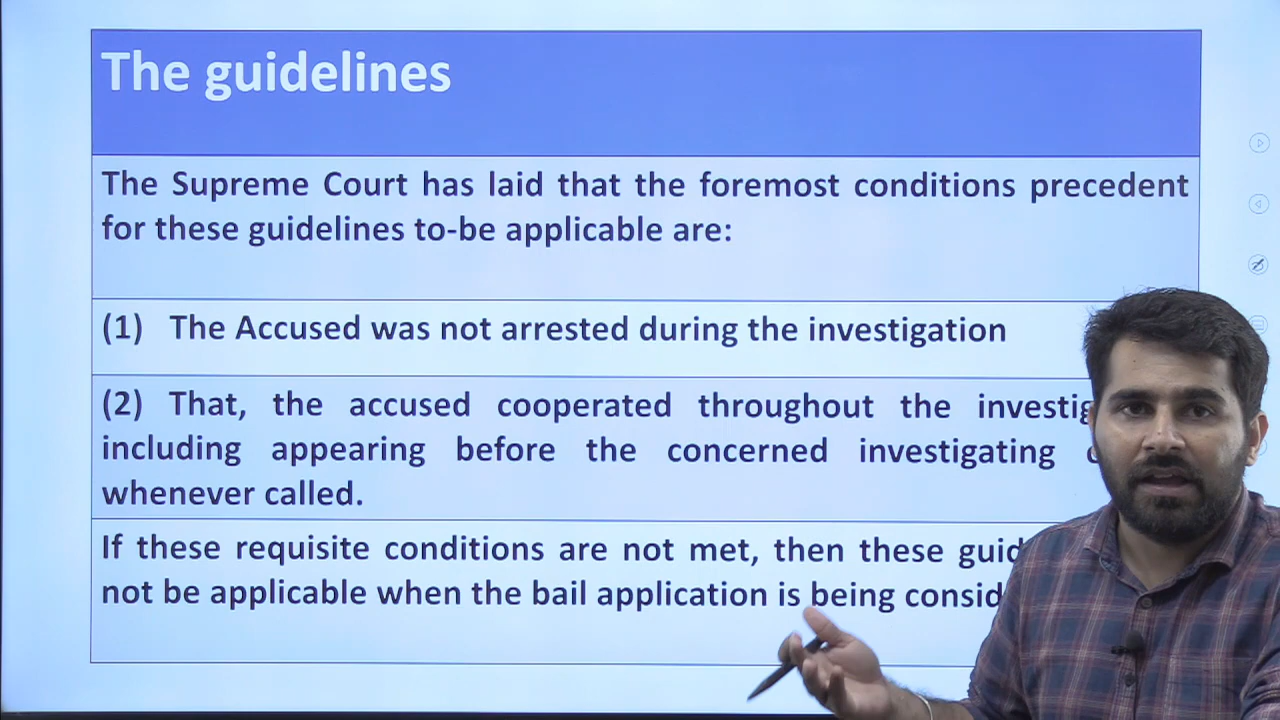 The guidelines
The Supreme Court has laid that the foremost conditions precedent
for these guidelines to-be applicable are:
(1) The Accused was not arrested during the investigation
(2) That, the accused cooperated throughout the
including appearing before the concerned investigating
whenever called.
If these requisite conditions are not met, then these
not be applicable when the bail application is being